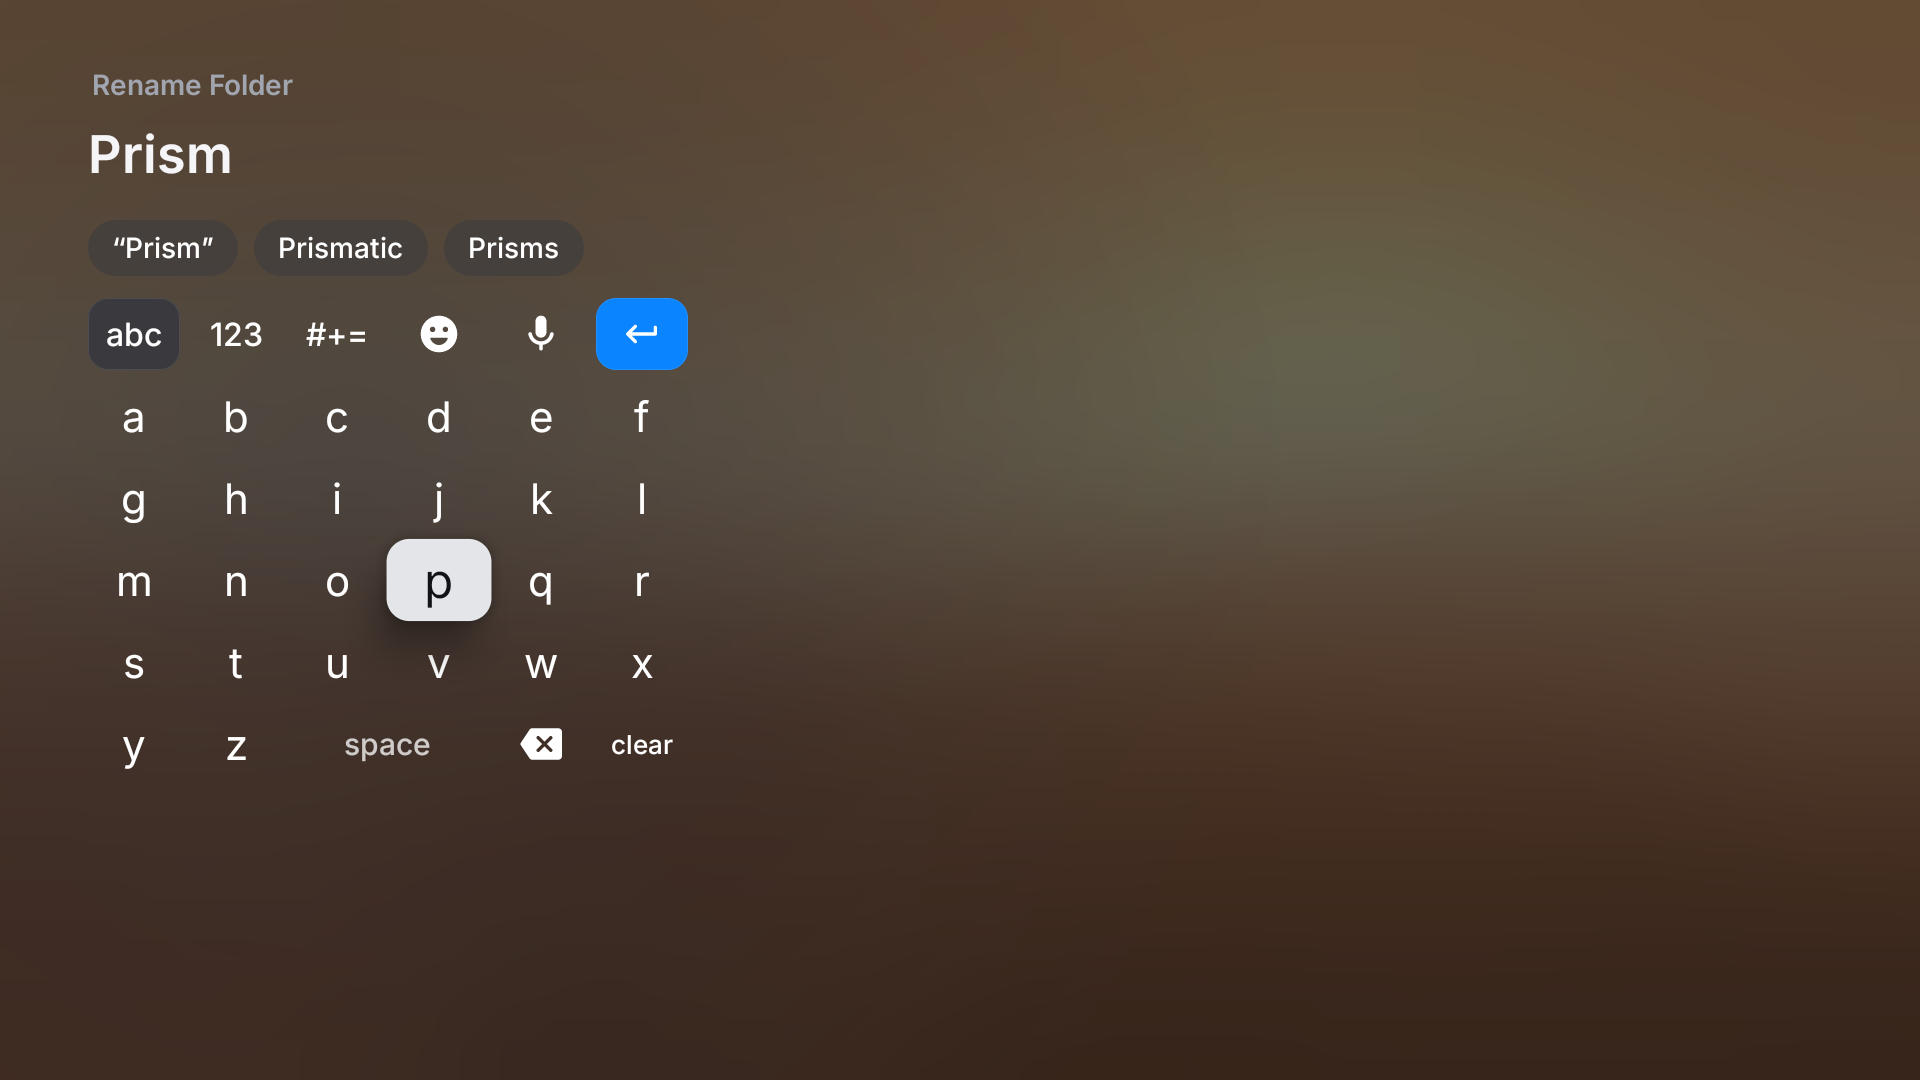 Rename Folder
Prism
“Prism” Prismatic Prisms
abc 123 #+=
a b c d e f
g h i j k l
m n o p q r
s t u v w x
y z space clear